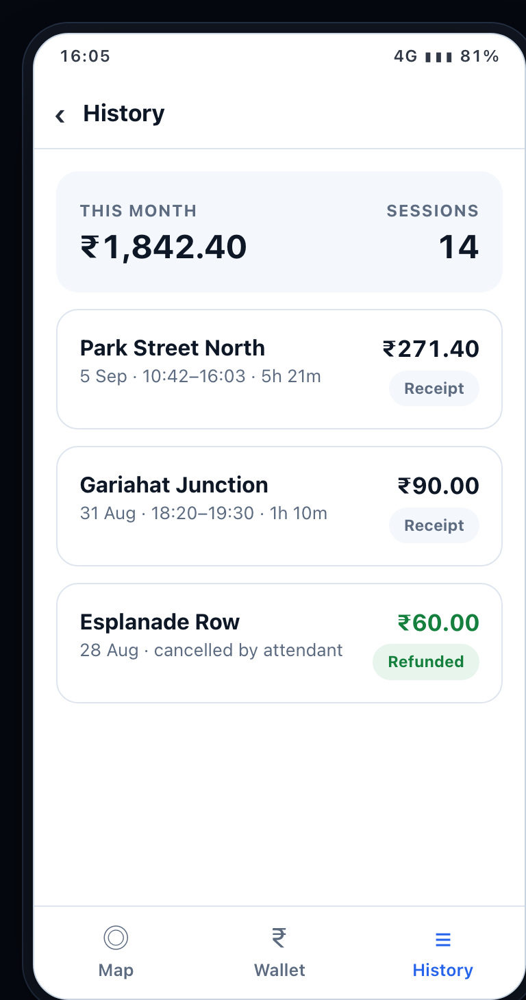 16:05 4G ▮▮▮ 81%
‹ History
THIS MONTH SESSIONS
₹1,842.40 14
Park Street North ₹271.40
5 Sep · 10:42–16:03 · 5h 21m
Receipt
Gariahat Junction ₹90.00
31 Aug · 18:20–19:30 · 1h 10m
Receipt
Esplanade Row ₹60.00
28 Aug · cancelled by attendant
Refunded
◎ ₹ ≡
Map Wallet History